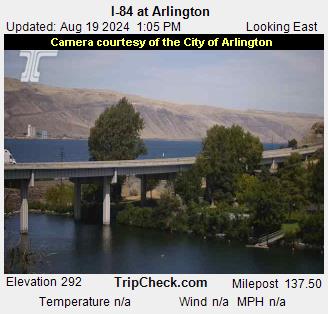 I-84 at Arlington
Updated: Aug 19 2024 1:05 PM Looking East
Camera courtesy of the City of Arlington
Elevation 292 TripCheck.com Milepost 137.50
Temperature n/a Wind n/a MPH n/a